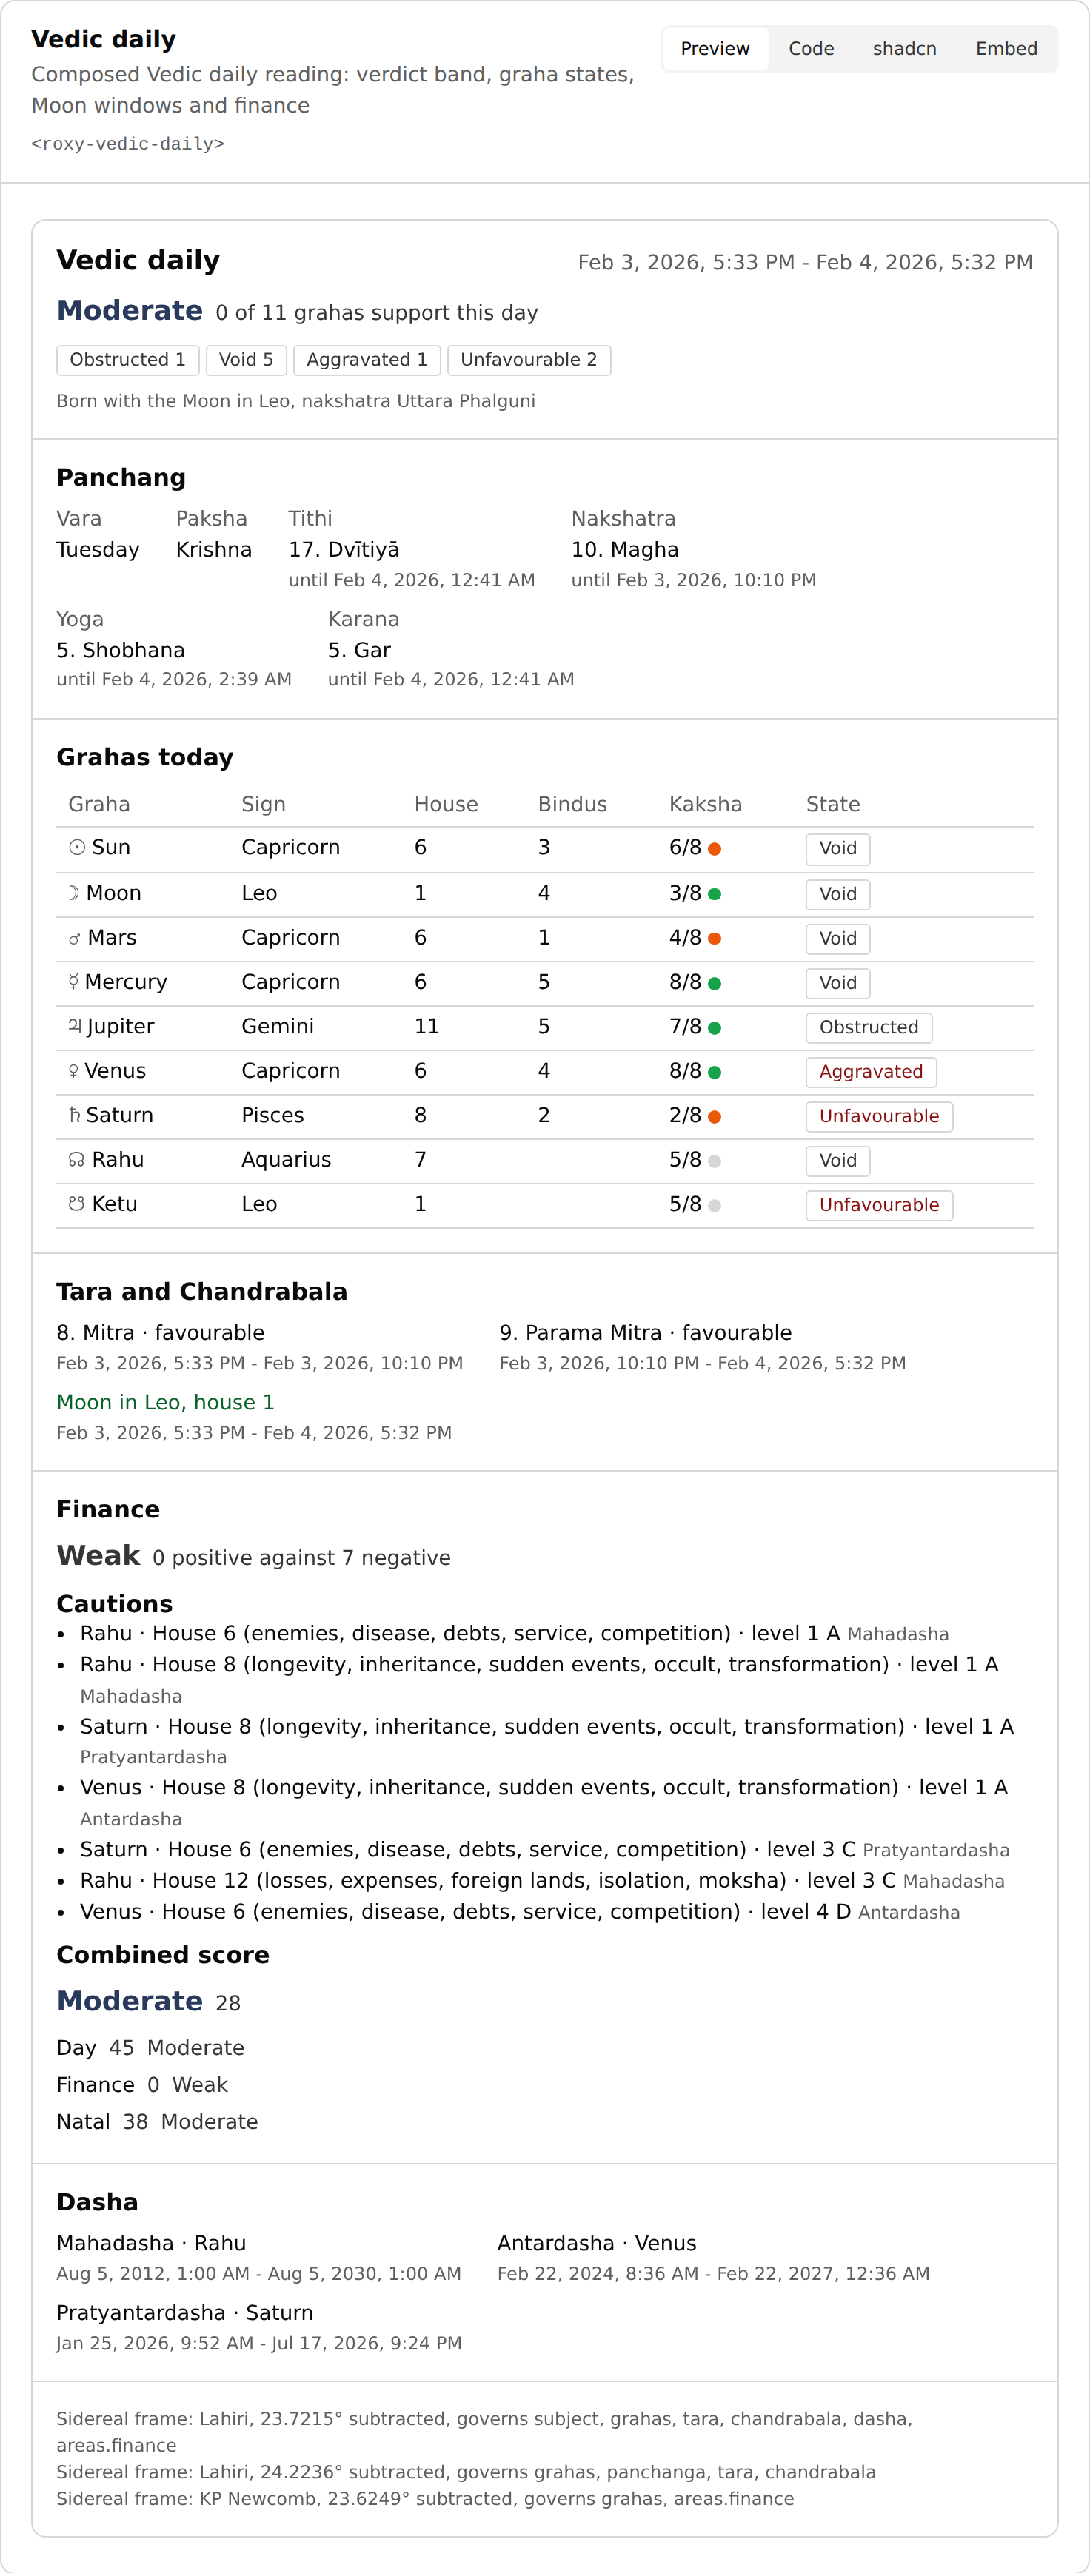 Vedic daily
Preview Code shadcn Embed
Composed Vedic daily reading: verdict band, graha states,
Moon windows and finance
<roxy-vedic-daily>
Vedic daily Feb 3, 2026, 5:33 PM - Feb 4, 2026, 5:32 PM
Moderate 0 of 11 grahas support this day
Obstructed 1 Void 5 Aggravated 1 Unfavourable 2
Born with the Moon in Leo, nakshatra Uttara Phalguni
Panchang
Vara Paksha Tithi Nakshatra
Tuesday Krishna 17. Dvītiyā 10. Magha
until Feb 4, 2026, 12:41 AM until Feb 3, 2026, 10:10 PM
Yoga Karana
5. Shobhana 5. Gar
until Feb 4, 2026, 2:39 AM until Feb 4, 2026, 12:41 AM
Grahas today
Graha Sign House Bindus Kaksha State
☉ Sun Capricorn 6 3 6/8 Void
☽ Moon Leo 1 4 3/8 Void
♂ Mars Capricorn 6 1 4/8 Void
☿ Mercury Capricorn 6 5 8/8 Void
♃ Jupiter Gemini 11 5 7/8 Obstructed
♀ Venus Capricorn 6 4 8/8 Aggravated
♄ Saturn Pisces 8 2 2/8 Unfavourable
☊ Rahu Aquarius 7 5/8 Void
☋ Ketu Leo 1 5/8 Unfavourable
Tara and Chandrabala
8. Mitra · favourable 9. Parama Mitra · favourable
Feb 3, 2026, 5:33 PM - Feb 3, 2026, 10:10 PM Feb 3, 2026, 10:10 PM - Feb 4, 2026, 5:32 PM
Moon in Leo, house 1
Feb 3, 2026, 5:33 PM - Feb 4, 2026, 5:32 PM
Finance
Weak 0 positive against 7 negative
Cautions
• Rahu · House 6 (enemies, disease, debts, service, competition) · level 1 A Mahadasha
• Rahu · House 8 (longevity, inheritance, sudden events, occult, transformation) · level 1 A
Mahadasha
• Saturn · House 8 (longevity, inheritance, sudden events, occult, transformation) · level 1 A
Pratyantardasha
• Venus · House 8 (longevity, inheritance, sudden events, occult, transformation) · level 1 A
Antardasha
• Saturn · House 6 (enemies, disease, debts, service, competition) · level 3 C Pratyantardasha
• Rahu · House 12 (losses, expenses, foreign lands, isolation, moksha) · level 3 C Mahadasha
• Venus · House 6 (enemies, disease, debts, service, competition) · level 4 D Antardasha
Combined score
Moderate 28
Day 45 Moderate
Finance 0 Weak
Natal 38 Moderate
Dasha
Mahadasha · Rahu Antardasha · Venus
Aug 5, 2012, 1:00 AM - Aug 5, 2030, 1:00 AM Feb 22, 2024, 8:36 AM - Feb 22, 2027, 12:36 AM
Pratyantardasha · Saturn
Jan 25, 2026, 9:52 AM - Jul 17, 2026, 9:24 PM
Sidereal frame: Lahiri, 23.7215° subtracted, governs subject, grahas, tara, chandrabala, dasha,
areas.finance
Sidereal frame: Lahiri, 24.2236° subtracted, governs grahas, panchanga, tara, chandrabala
Sidereal frame: KP Newcomb, 23.6249° subtracted, governs grahas, areas.finance